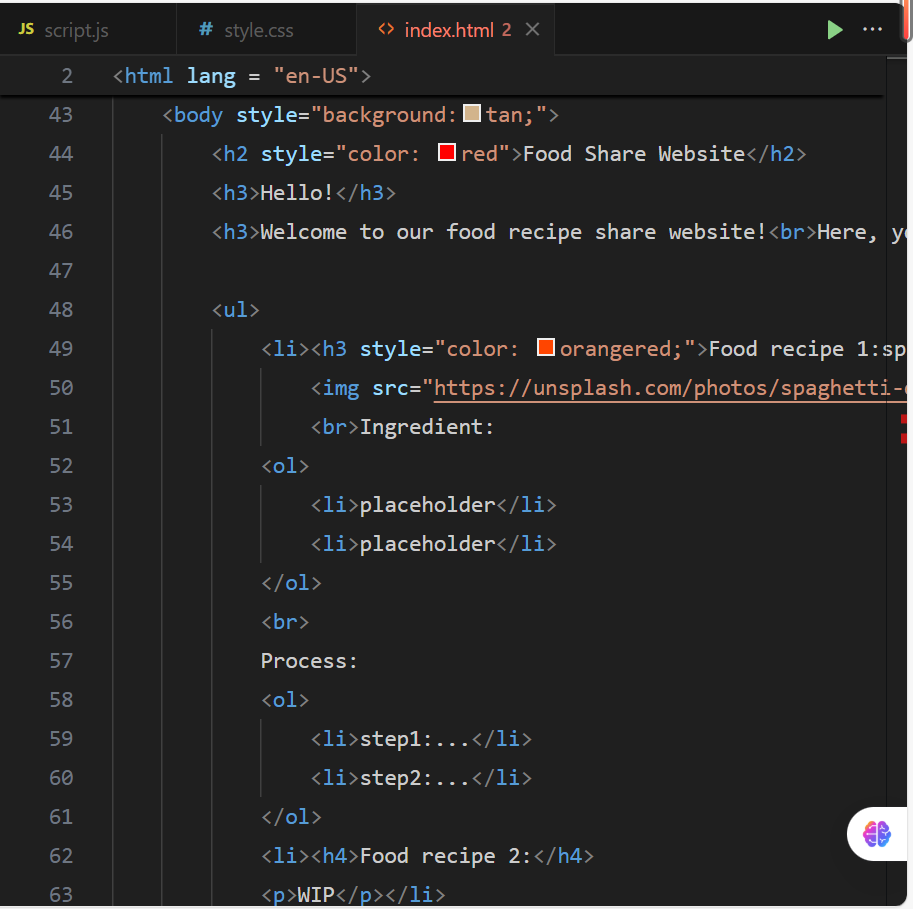 JS script.js # style.css <> index.html 2
2 <html lang = "en-US">
43 <body style="background: tan;">
44 <h2 style="color: red">Food Share Website</h2>
45 <h3>Hello!</h3>
46 <h3>Welcome to our food recipe share website!<br>Here,
47
48 <ul>
49 <li><h3 style="color: orangered;">Food recipe 1:sp
50 <img src="https://unsplash.com/photos/spaghetti-
51 <br>Ingredient:
52 <ol>
53 <li>placeholder</li>
54 <li>placeholder</li>
55 </ol>
56 <br>
57 Process:
58 <ol>
59 <li>step1:...</li>
60 <li>step2:...</li>
61 </ol>
62 <li><h4>Food recipe 2:</h4>
63 <p>WIP</p></li>